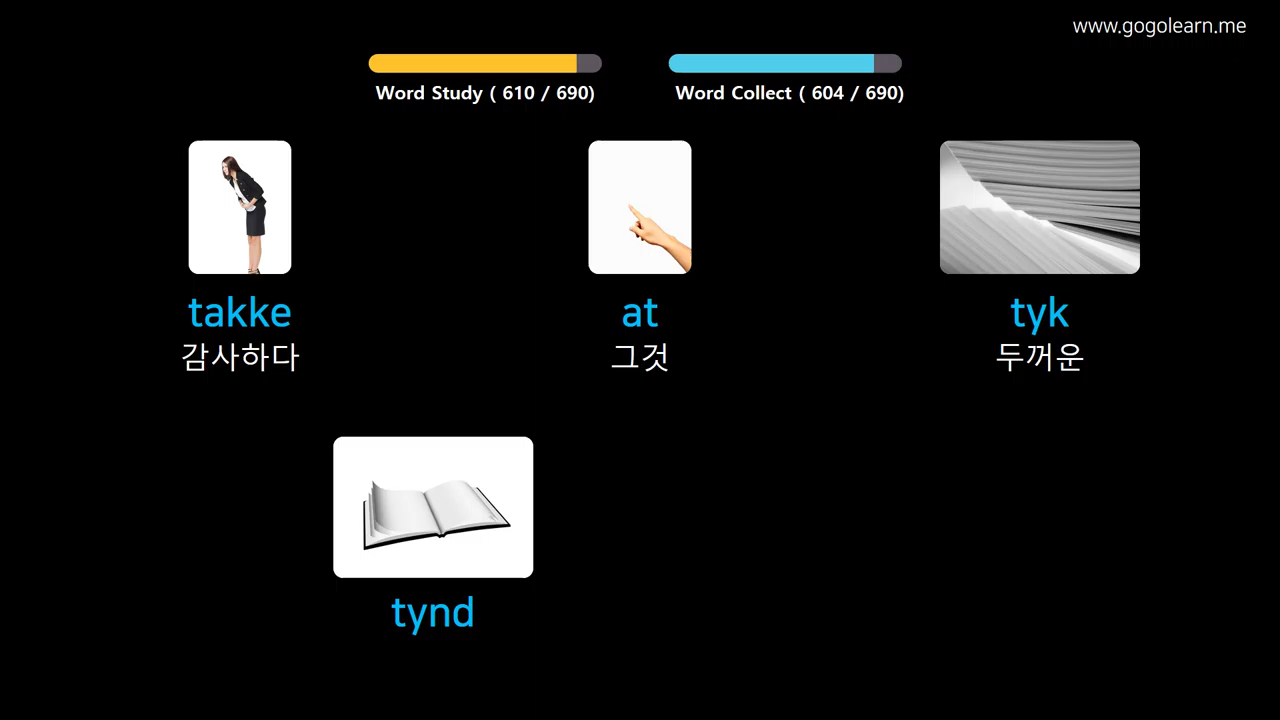 www.gogolearn.me
Word Study ( 610 / 690)
Word Collect ( 604 / 690)
takke
감사하다
at
그것
tyk
두꺼운
tynd